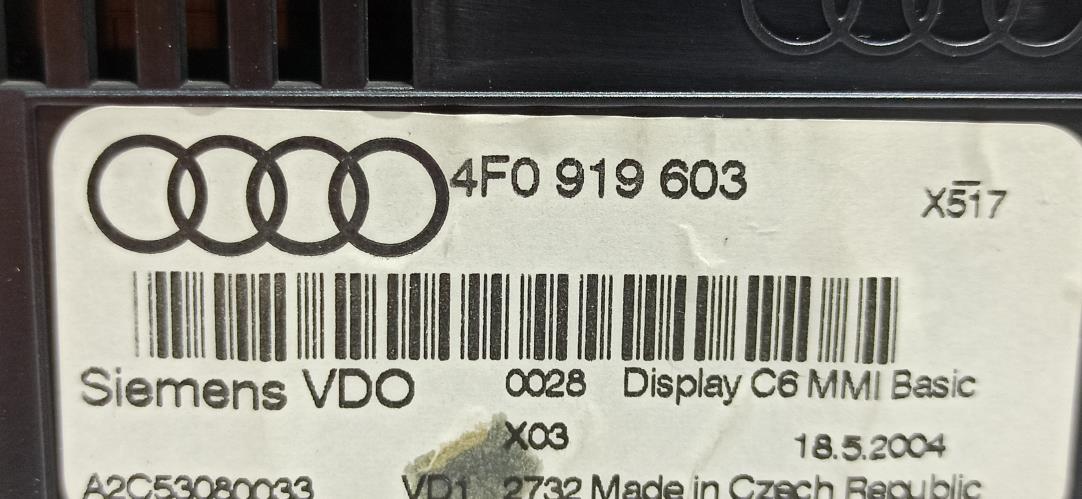 4F0 919 603
X517
Siemens VDO 0028 Display C6 MMI Basic
X03 18.5.2004
A2C53080033 VD1 2732 Made in Czech Republic